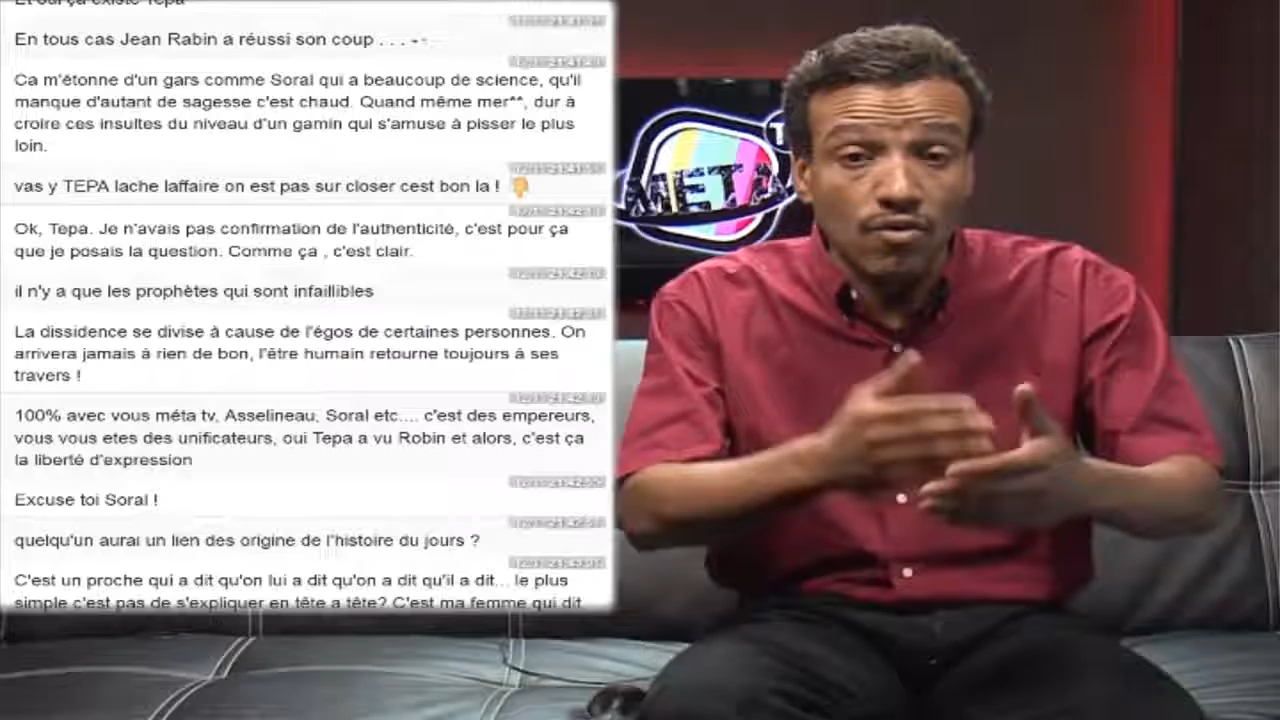 Et oui ça existe Tepa
En tous cas Jean Rabin a réussi son coup . . . --
Ca m'étonne d'un gars comme Soral qui a beaucoup de science, qu'il
manque d'autant de sagesse c'est chaud. Quand même mer**, dur à
croire ces insultes du niveau d'un gamin qui s'amuse à pisser le plus
loin.
vas y TEPA lache laffaire on est pas sur closer cest bon la ! 👇
Ok, Tepa. Je n'avais pas confirmation de l'authenticité, c'est pour ça
que je posais la question. Comme ça , c'est clair.
il n'y a que les prophètes qui sont infaillibles
La dissidence se divise à cause de l'égos de certaines personnes. On
arrivera jamais à rien de bon, l'être humain retourne toujours à ses
travers !
100% avec vous méta tv, Asselineau, Soral etc.... c'est des empereurs,
vous vous etes des unificateurs, oui Tepa a vu Robin et alors, c'est ça
la liberté d'expression
Excuse toi Soral !
quelqu'un aurai un lien des origine de l'histoire du jours ?
C'est un proche qui a dit qu'on lui a dit qu'on a dit qu'il a dit... le plus
simple c'est pas de s'expliquer en tête a tête? C'est ma femme qui dit
META